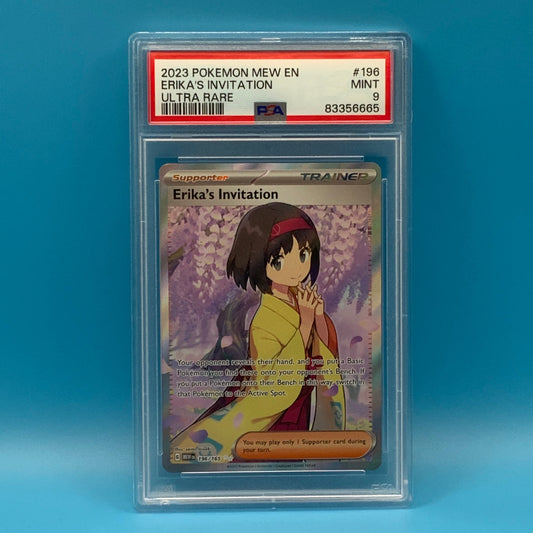 2023 POKEMON MEW EN #196
ERIKA'S INVITATION MINT
ULTRA RARE PSA 9
83356665
Supporter TRAINER
Erika's Invitation
Your opponent reveals their hand, and you put a Basic
Pokémon you find there onto your opponent's Bench. If
you put a Pokémon onto their Bench in this way, switch in
that Pokémon to the Active Spot.
You may play only 1 Supporter card during
your turn.
196/165